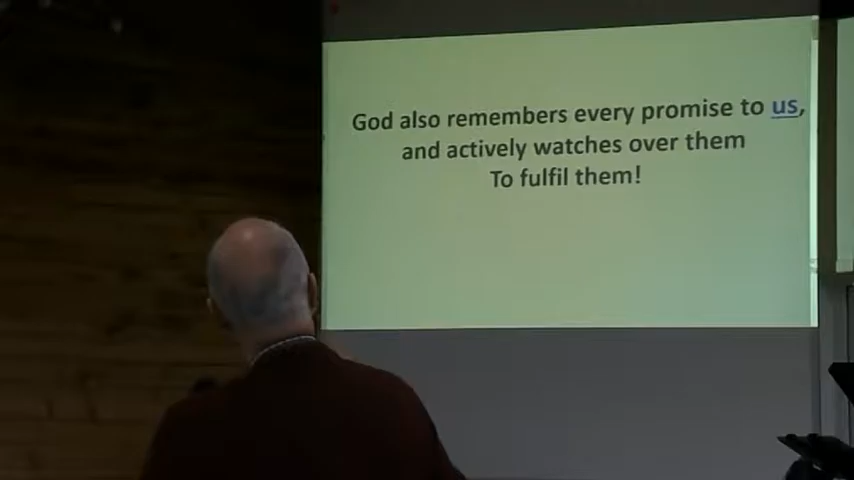 God also remembers every promise to us,
and actively watches over them
To fulfil them!